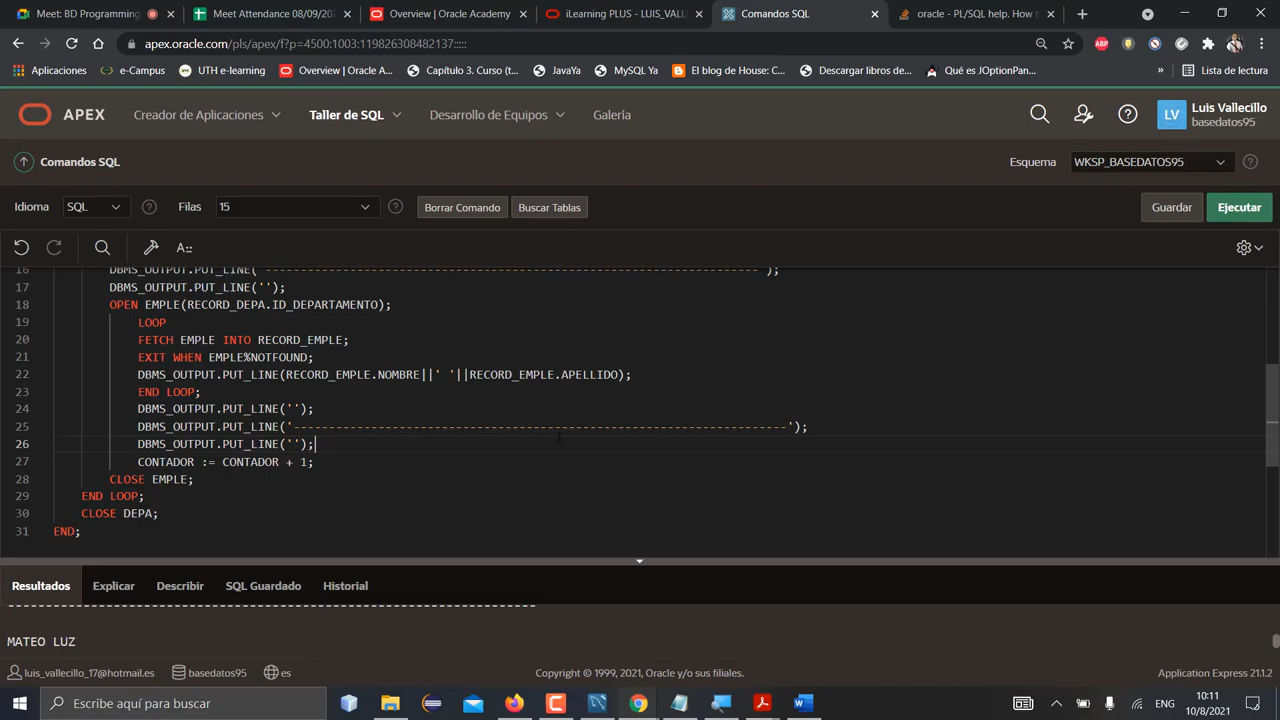 Meet: BD Programming
Meet Attendance 08/09/202
Overview | Oracle Academy
iLearning PLUS - LUIS_VALL
Comandos SQL
oracle - PL/SQL help. How t
apex.oracle.com/pls/apex/f?p=4500:1003:119826308482137:::::
Aplicaciones
e-Campus
UTH e-learning
Overview | Oracle A...
Capítulo 3. Curso (t...
JavaYa
MySQL Ya
El blog de House: C...
Descargar libros de...
Qué es JOptionPan...
»
Lista de lectura
APEX
Creador de Aplicaciones
Taller de SQL
Desarrollo de Equipos
Galería
LV
Luis Vallecillo
basedatos95
Comandos SQL
Esquema
WKSP_BASEDATOS95
Idioma
SQL
Filas
15
Borrar Comando
Buscar Tablas
Guardar
Ejecutar
A::
16 DBMS_OUTPUT.PUT_LINE('----------------------------------------------------------------------');
17 DBMS_OUTPUT.PUT_LINE('');
18 OPEN EMPLE(RECORD_DEPA.ID_DEPARTAMENTO);
19 LOOP
20 FETCH EMPLE INTO RECORD_EMPLE;
21 EXIT WHEN EMPLE%NOTFOUND;
22 DBMS_OUTPUT.PUT_LINE(RECORD_EMPLE.NOMBRE||' '||RECORD_EMPLE.APELLIDO);
23 END LOOP;
24 DBMS_OUTPUT.PUT_LINE('');
25 DBMS_OUTPUT.PUT_LINE('----------------------------------------------------------------------');
26 DBMS_OUTPUT.PUT_LINE('');
27 CONTADOR := CONTADOR + 1;
28 CLOSE EMPLE;
29 END LOOP;
30 CLOSE DEPA;
31 END;
Resultados
Explicar
Describir
SQL Guardado
Historial
----------------------------------------------------------------------
MATEO LUZ
luis_vallecillo_17@hotmail.es
basedatos95
es
Copyright © 1999, 2021, Oracle y/o sus filiales.
Application Express 21.1.2
Escribe aquí para buscar
ENG
10:11
10/8/2021